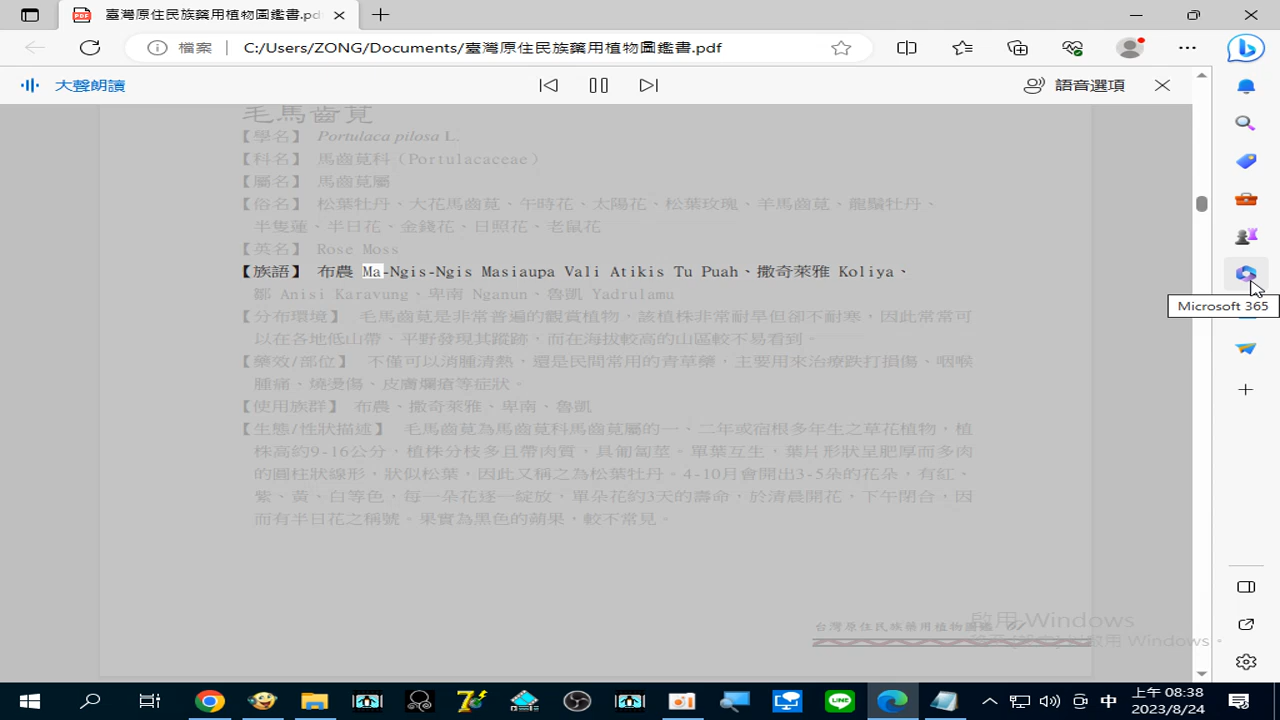 臺灣原住民族藥用植物圖鑑書.pdf
檔案
C:/Users/ZONG/Documents/臺灣原住民族藥用植物圖鑑書.pdf
大聲朗讀
語音選項
毛馬齒莧
【學名】 Portulaca pilosa L.
【科名】 馬齒莧科（Portulacaceae）
【屬名】 馬齒莧屬
【俗名】 松葉牡丹、大花馬齒莧、午時花、太陽花、松葉玫瑰、羊馬齒莧、龍鬚牡丹、
半隻蓮、半日花、金錢花、日照花、老鼠花
【英名】 Rose Moss
【族語】 布農 Ma-Ngis-Ngis Masiaupa Vali Atikis Tu Puah、撒奇萊雅 Koliya、
鄒 Anisi Karavung、卑南 Nganun、魯凱 Yadrulamu
【分布環境】 毛馬齒莧是非常普遍的觀賞植物，該植株非常耐旱但卻不耐寒，因此常常可
以在各地低山帶、平野發現其蹤跡，而在海拔較高的山區較不易看到。
【藥效/部位】 不僅可以消腫清熱，還是民間常用的青草藥，主要用來治療跌打損傷、咽喉
腫痛、燒燙傷、皮膚爛瘡等症狀。
【使用族群】 布農、撒奇萊雅、卑南、魯凱
【生態/性狀描述】 毛馬齒莧為馬齒莧科馬齒莧屬的一、二年或宿根多年生之草花植物，植
株高約9-16公分，植株分枝多且帶肉質，具匍匐莖。單葉互生，葉片形狀呈肥厚而多肉
的圓柱狀線形，狀似松葉，因此又稱之為松葉牡丹。4-10月會開出3-5朵的花朵，有紅、
紫、黃、白等色，每一朵花逐一綻放，單朵花約3天的壽命，於清晨開花，下午閉合，因
而有半日花之稱號。果實為黑色的蒴果，較不常見。
台灣原住民族藥用植物圖鑑
啟用 Windows
Microsoft 365
中
上午 08:38
2023/8/24